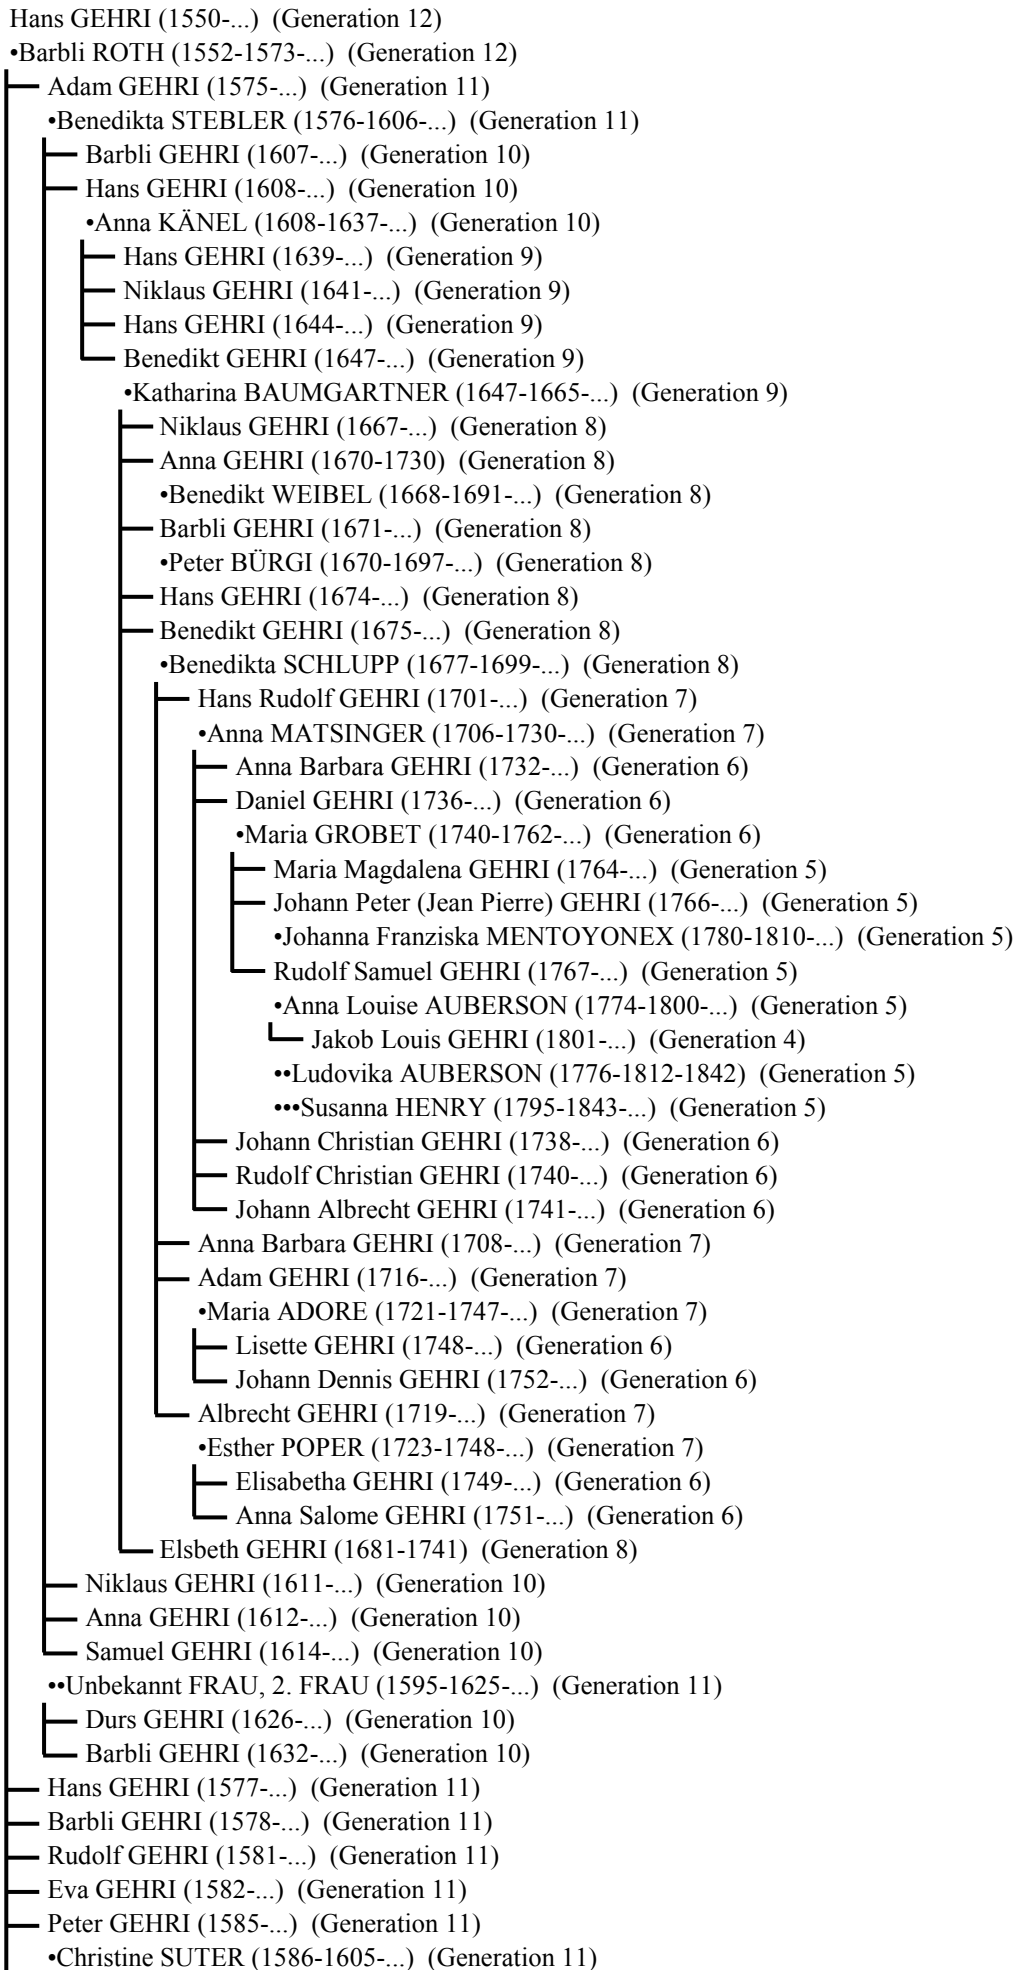 Hans GEHRI (1550-...) (Generation 12)
•Barbli ROTH (1552-1573-...) (Generation 12)
Adam GEHRI (1575-...) (Generation 11)
•Benedikta STEBLER (1576-1606-...) (Generation 11)
Barbli GEHRI (1607-...) (Generation 10)
Hans GEHRI (1608-...) (Generation 10)
•Anna KÄNEL (1608-1637-...) (Generation 10)
Hans GEHRI (1639-...) (Generation 9)
Niklaus GEHRI (1641-...) (Generation 9)
Hans GEHRI (1644-...) (Generation 9)
Benedikt GEHRI (1647-...) (Generation 9)
•Katharina BAUMGARTNER (1647-1665-...) (Generation 9)
Niklaus GEHRI (1667-...) (Generation 8)
Anna GEHRI (1670-1730) (Generation 8)
•Benedikt WEIBEL (1668-1691-...) (Generation 8)
Barbli GEHRI (1671-...) (Generation 8)
•Peter BÜRGI (1670-1697-...) (Generation 8)
Hans GEHRI (1674-...) (Generation 8)
Benedikt GEHRI (1675-...) (Generation 8)
•Benedikta SCHLUPP (1677-1699-...) (Generation 8)
Hans Rudolf GEHRI (1701-...) (Generation 7)
•Anna MATSINGER (1706-1730-...) (Generation 7)
Anna Barbara GEHRI (1732-...) (Generation 6)
Daniel GEHRI (1736-...) (Generation 6)
•Maria GROBET (1740-1762-...) (Generation 6)
Maria Magdalena GEHRI (1764-...) (Generation 5)
Johann Peter (Jean Pierre) GEHRI (1766-...) (Generation 5)
•Johanna Franziska MENTOYONEX (1780-1810-...) (Generation 5)
Rudolf Samuel GEHRI (1767-...) (Generation 5)
•Anna Louise AUBERSON (1774-1800-...) (Generation 5)
Jakob Louis GEHRI (1801-...) (Generation 4)
••Ludovika AUBERSON (1776-1812-1842) (Generation 5)
•••Susanna HENRY (1795-1843-...) (Generation 5)
Johann Christian GEHRI (1738-...) (Generation 6)
Rudolf Christian GEHRI (1740-...) (Generation 6)
Johann Albrecht GEHRI (1741-...) (Generation 6)
Anna Barbara GEHRI (1708-...) (Generation 7)
Adam GEHRI (1716-...) (Generation 7)
•Maria ADORE (1721-1747-...) (Generation 7)
Lisette GEHRI (1748-...) (Generation 6)
Johann Dennis GEHRI (1752-...) (Generation 6)
Albrecht GEHRI (1719-...) (Generation 7)
•Esther POPER (1723-1748-...) (Generation 7)
Elisabetha GEHRI (1749-...) (Generation 6)
Anna Salome GEHRI (1751-...) (Generation 6)
Elsbeth GEHRI (1681-1741) (Generation 8)
Niklaus GEHRI (1611-...) (Generation 10)
Anna GEHRI (1612-...) (Generation 10)
Samuel GEHRI (1614-...) (Generation 10)
••Unbekannt FRAU, 2. FRAU (1595-1625-...) (Generation 11)
Durs GEHRI (1626-...) (Generation 10)
Barbli GEHRI (1632-...) (Generation 10)
Hans GEHRI (1577-...) (Generation 11)
Barbli GEHRI (1578-...) (Generation 11)
Rudolf GEHRI (1581-...) (Generation 11)
Eva GEHRI (1582-...) (Generation 11)
Peter GEHRI (1585-...) (Generation 11)
•Christine SUTER (1586-1605-...) (Generation 11)